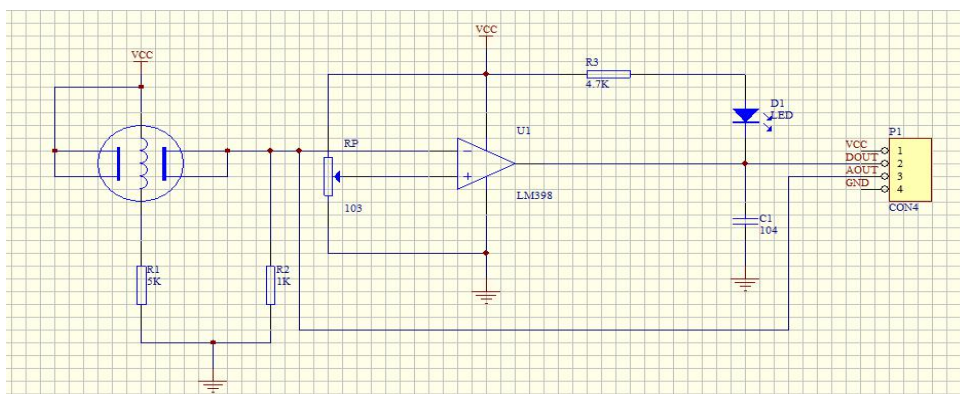 VCC
VCC
R3
4.7K
D1
LED
U1
P1
RP
VCC
1
DOUT
2
AOUT
3
GND
4
LM398
103
CON4
C1
104
R1
5K
R2
1K